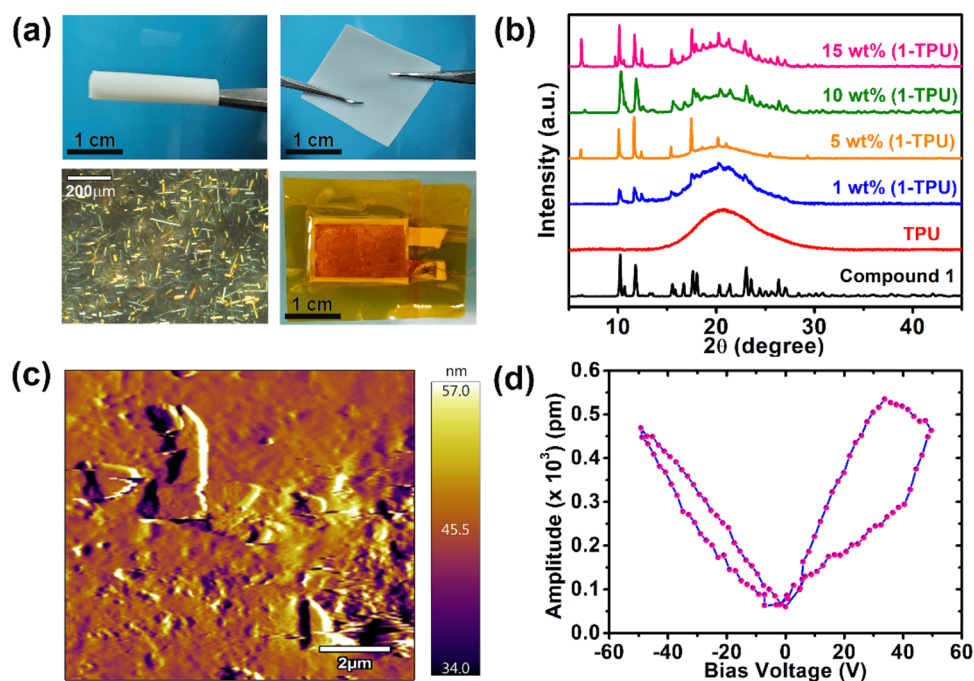 (a)
1 cm
1 cm
200μm
1 cm
(b)
Intensity (a.u.)
15 wt% (1-TPU)
10 wt% (1-TPU)
5 wt% (1-TPU)
1 wt% (1-TPU)
TPU
Compound 1
10 20 30 40
2θ (degree)
(c)
nm
57.0
45.5
34.0
2μm
(d)
Amplitude (x 10³) (pm)
0.6
0.5
0.4
0.3
0.2
0.1
0.0
-60 -40 -20 0 20 40 60
Bias Voltage (V)